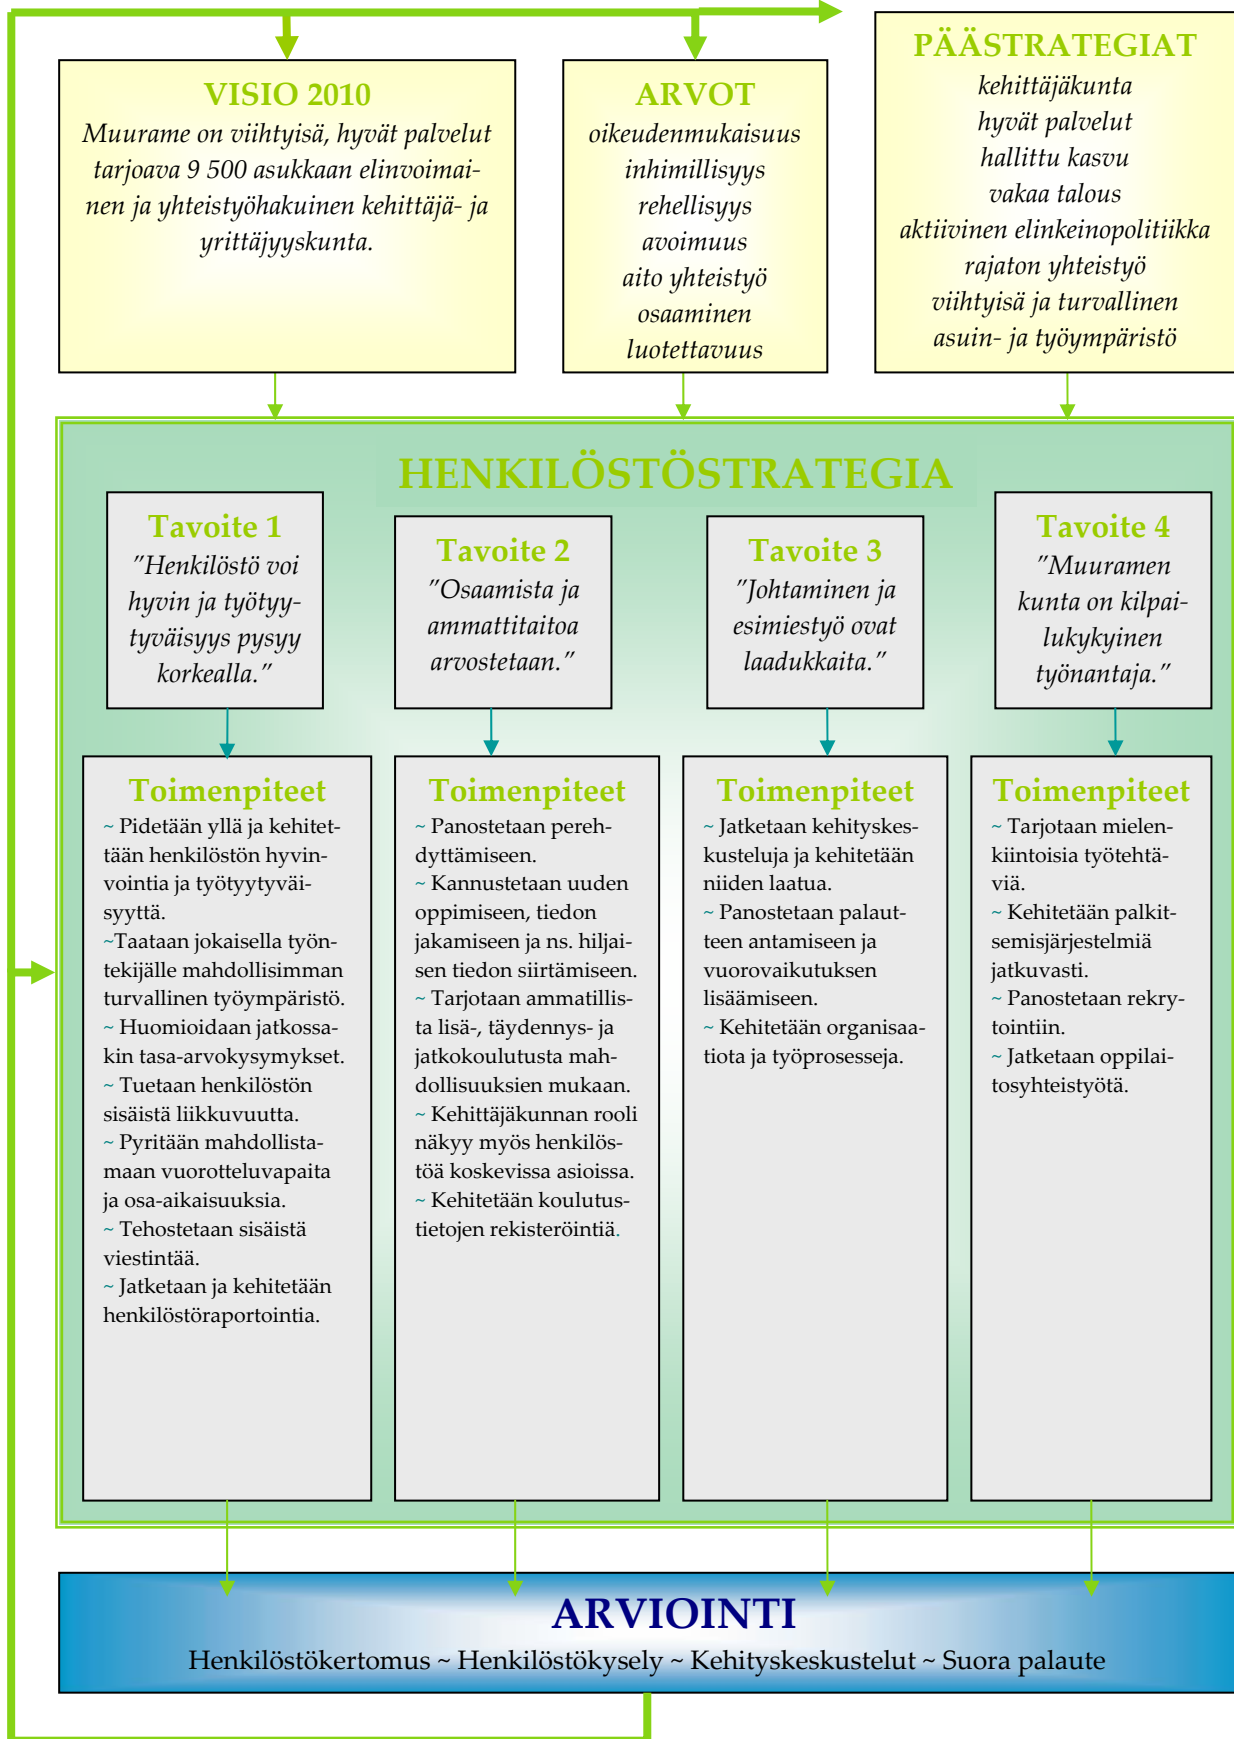 VISIO 2010
Muurame on viihtyisä, hyvät palvelut
tarjoava 9 500 asukkaan elinvoimai-
nen ja yhteistyöhakuinen kehittäjä- ja
yrittäjyyskunta.
ARVOT
oikeudenmukaisuus
inhimillisyys
rehellisyys
avoimuus
aito yhteistyö
osaaminen
luotettavuus
PÄÄSTRATEGIAT
kehittäjäkunta
hyvät palvelut
hallittu kasvu
vakaa talous
aktiivinen elinkeinopolitiikka
rajaton yhteistyö
viihtyisä ja turvallinen
asuin- ja työympäristö
HENKILÖSTÖSTRATEGIA
Tavoite 1
”Henkilöstö voi
hyvin ja työtyy-
tyväisyys pysyy
korkealla.”
Tavoite 2
”Osaamista ja
ammattitaitoa
arvostetaan.”
Tavoite 3
”Johtaminen ja
esimiestyö ovat
laadukkaita.”
Tavoite 4
”Muuramen
kunta on kilpai-
lukykyinen
työnantaja.”
Toimenpiteet
~ Pidetään yllä ja kehitet-
tään henkilöstön hyvin-
vointia ja työtyytyväi-
syyttä.
~Taataan jokaisella työn-
tekijälle mahdollisimman
turvallinen työympäristö.
~ Huomioidaan jatkossa-
kin tasa-arvokysymykset.
~ Tuetaan henkilöstön
sisäistä liikkuvuutta.
~ Pyritään mahdollista-
maan vuorotteluvapaita
ja osa-aikaisuuksia.
~ Tehostetaan sisäistä
viestintää.
~ Jatketaan ja kehitetään
henkilöstöraportointia.
Toimenpiteet
~ Panostetaan pereh-
dyttämiseen.
~ Kannustetaan uuden
oppimiseen, tiedon
jakamiseen ja ns. hiljai-
sen tiedon siirtämiseen.
~ Tarjotaan ammatillis-
ta lisä-, täydennys- ja
jatkokoulutusta mah-
dollisuuksien mukaan.
~ Kehittäjäkunnan rooli
näkyy myös henkilös-
töä koskevissa asioissa.
~ Kehitetään koulutus-
tietojen rekisteröintiä.
Toimenpiteet
~ Jatketaan kehityskes-
kusteluja ja kehitetään
niiden laatua.
~ Panostetaan palaut-
teen antamiseen ja
vuorovaikutuksen
lisäämiseen.
~ Kehitetään organisaa-
tiota ja työprosesseja.
Toimenpiteet
~ Tarjotaan mielen-
kiintoisia työtehtä-
viä.
~ Kehitetään palkit-
semisjärjestelmiä
jatkuvasti.
~ Panostetaan rekry-
tointiin.
~ Jatketaan oppilai-
tosyhteistyötä.
ARVIOINTI
Henkilöstökertomus ~ Henkilöstökysely ~ Kehityskeskustelut ~ Suora palaute